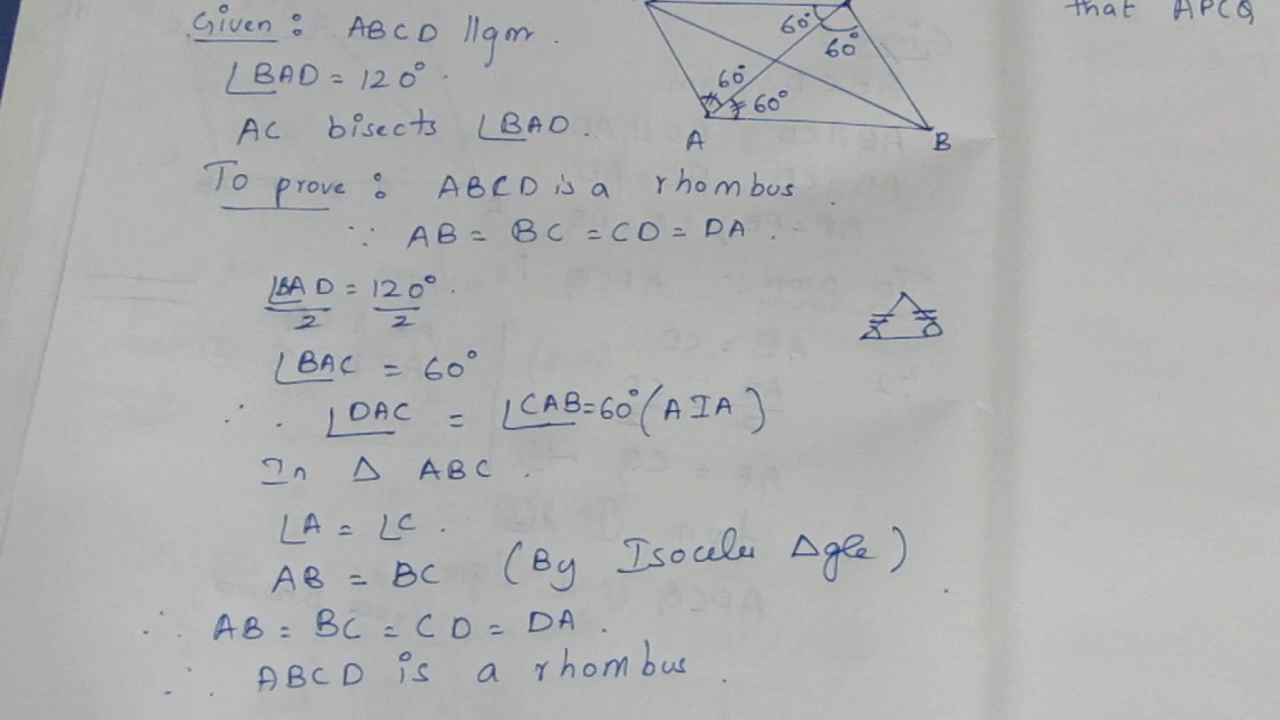 Given : ABCD llgm .
60° 60°
∠BAD = 120° .
60° 60°
AC bisects ∠BAD .
A B
To prove : ABCD is a rhombus .
∵ AB = BC = CD = DA .
∠BAD/2 = 120°/2 .
∠BAC = 60°
∴ ∠DAC = ∠CAB = 60° (AIA)
In Δ ABC .
∠A = ∠C .
AB = BC (By Isoceles Δgle)
∴ AB = BC = CD = DA .
∴ ABCD is a rhombus .
that APCQ